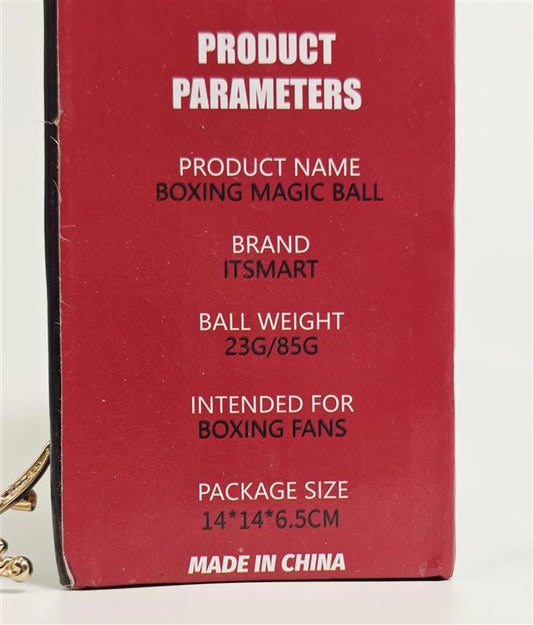 PRODUCT
PARAMETERS
PRODUCT NAME
BOXING MAGIC BALL
BRAND
ITSMART
BALL WEIGHT
23G/85G
INTENDED FOR
BOXING FANS
PACKAGE SIZE
14*14*6.5CM
MADE IN CHINA